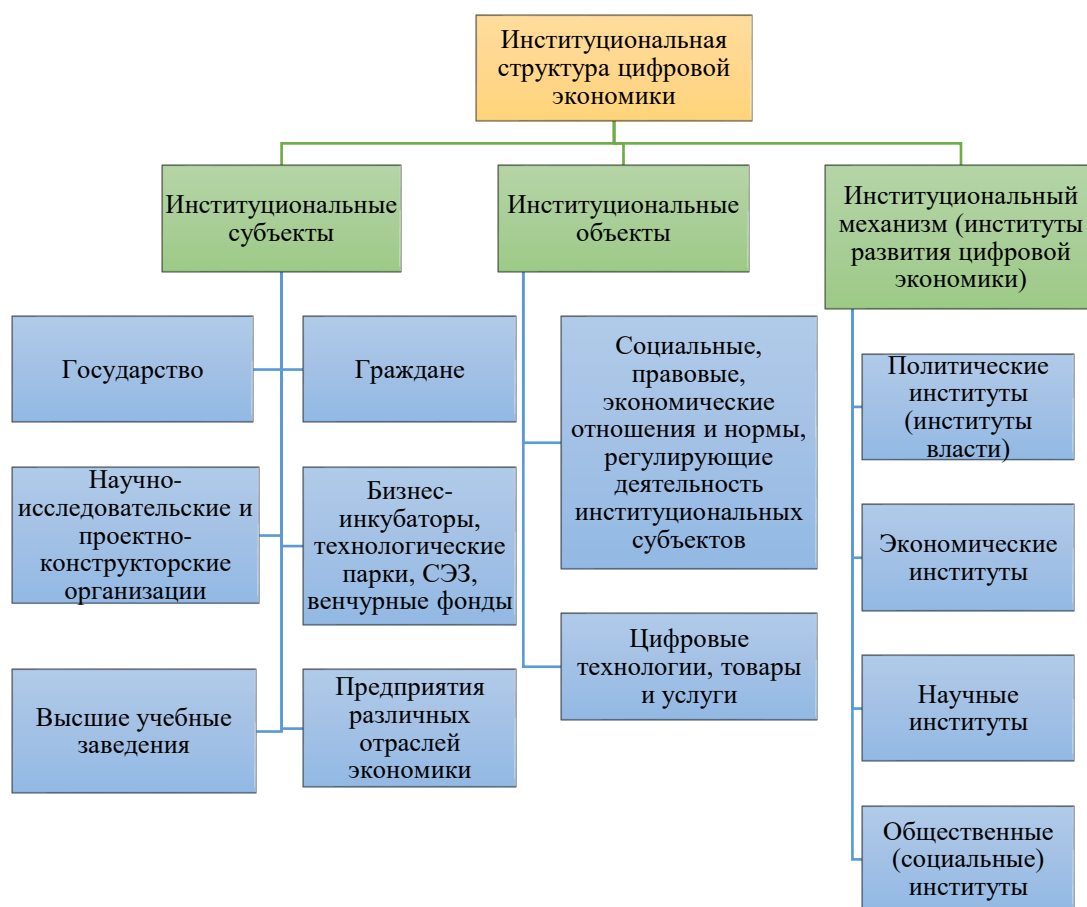 Институциональная
структура цифровой
экономики
Институциональные
субъекты
Институциональные
объекты
Институциональный
механизм (институты
развития цифровой
экономики)
Государство
Граждане
Научно-
исследовательские и
проектно-
конструкторские
организации
Бизнес-
инкубаторы,
технологические
парки, СЭЗ,
венчурные фонды
Высшие учебные
заведения
Предприятия
различных
отраслей
экономики
Социальные,
правовые,
экономические
отношения и нормы,
регулирующие
деятельность
институциональных
субъектов
Цифровые
технологии, товары
и услуги
Политические
институты
(институты
власти)
Экономические
институты
Научные
институты
Общественные
(социальные)
институты